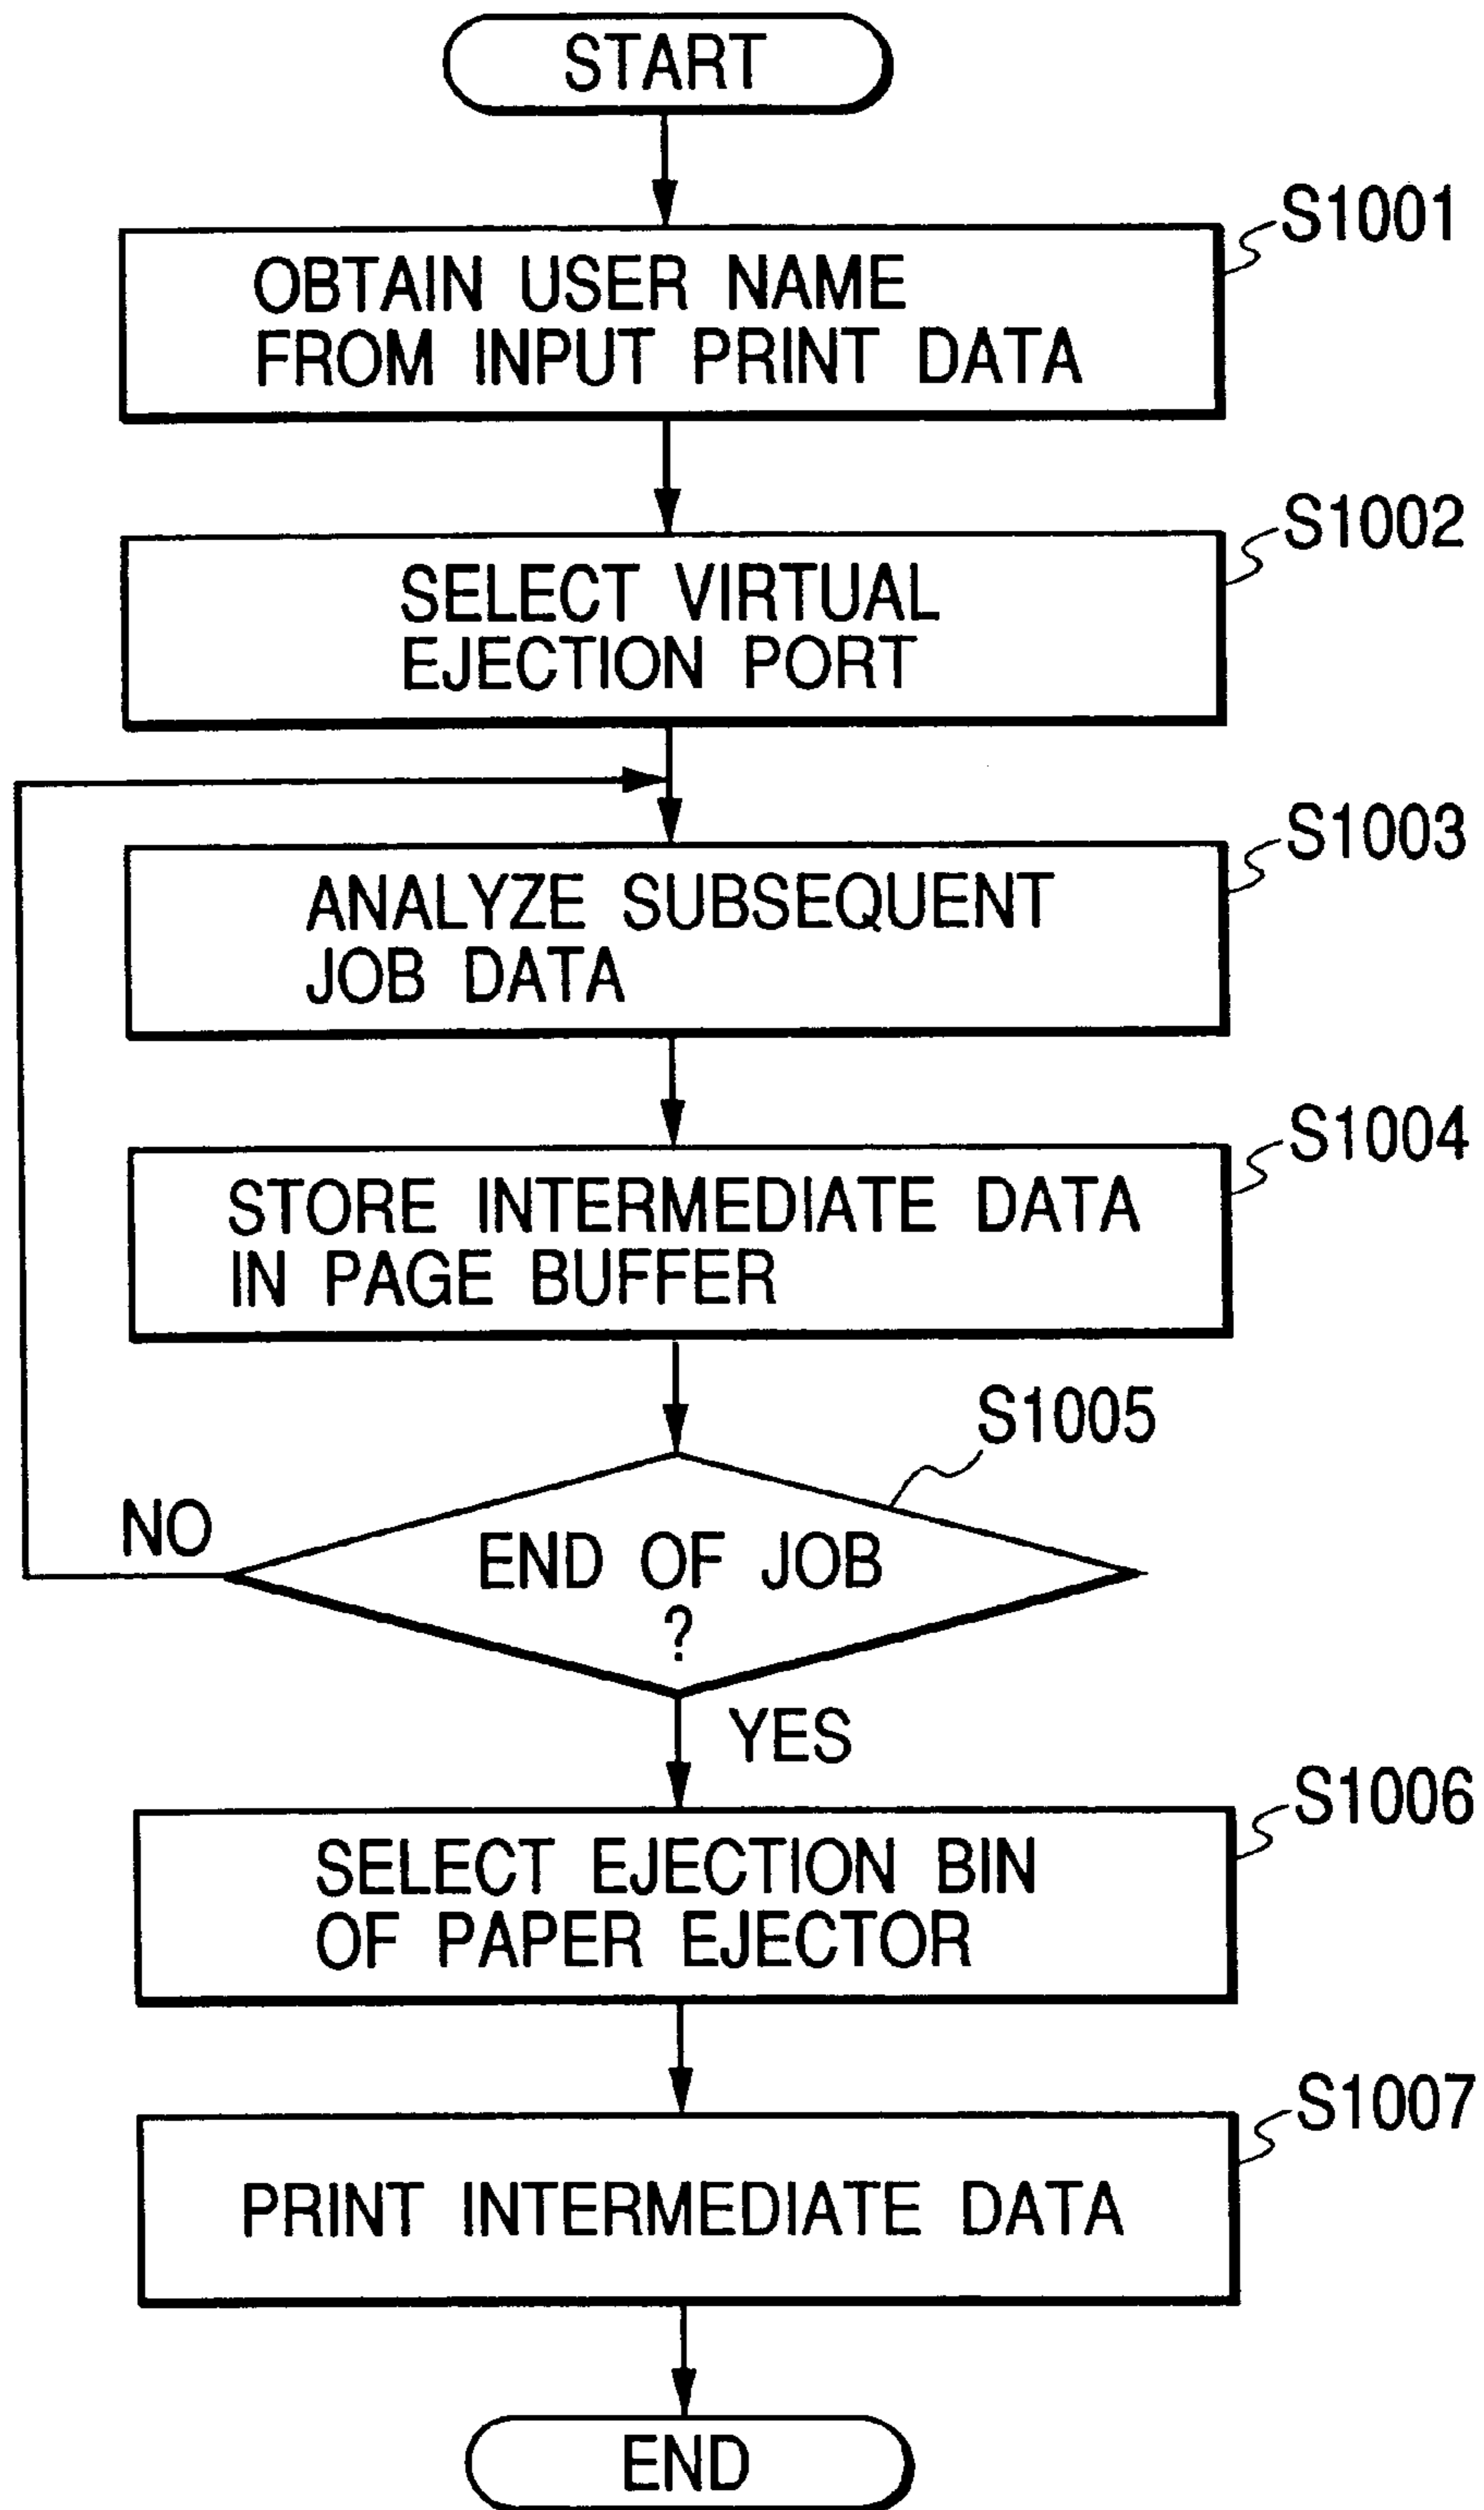 START
S1001
OBTAIN USER NAME
FROM INPUT PRINT DATA
S1002
SELECT VIRTUAL
EJECTION PORT
S1003
ANALYZE SUBSEQUENT
JOB DATA
S1004
STORE INTERMEDIATE DATA
IN PAGE BUFFER
S1005
NO
END OF JOB
?
YES
S1006
SELECT EJECTION BIN
OF PAPER EJECTOR
S1007
PRINT INTERMEDIATE DATA
END